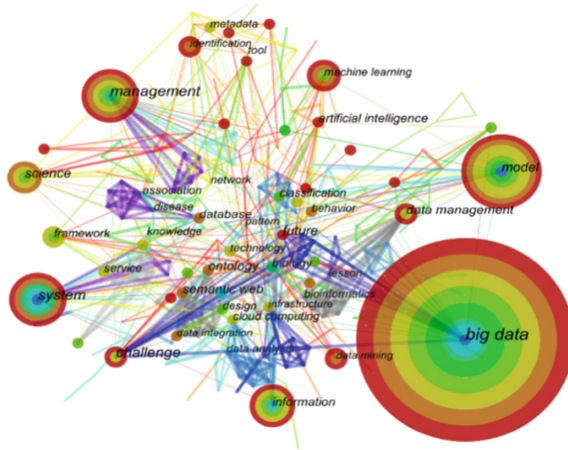 metadata
identification
tool
machine learning
management
artificial intelligence
science
model
network
association
classification
disease
behavior
database
data management
pattern
knowledge
future
framework
technology
biology
service
ontology
lesson
system
semantic web
bioinformatics
design
infrastructure
cloud computing
data integration
big data
data analysis
challenge
data mining
information